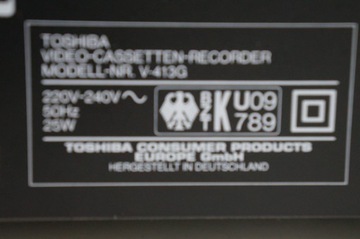 TOSHIBA
VIDEO-CASSETTEN-RECORDER
MODELL-NR. V-413G
220V-240V~
50Hz
25W
BZT
K U09
789
TOSHIBA CONSUMER PRODUCTS
EUROPE GmbH
HERGESTELLT IN DEUTSCHLAND